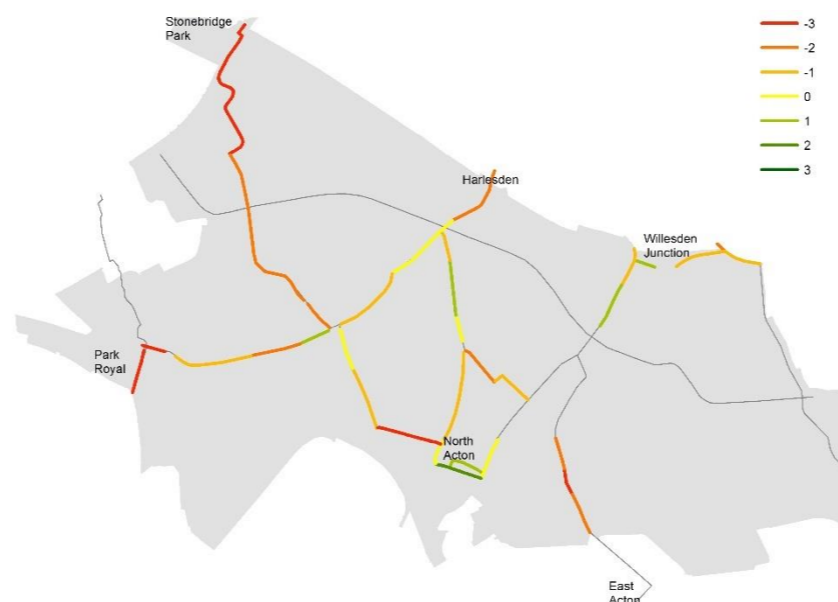 Stonebridge
Park
-3
-2
-1
0
1
2
3
Harlesden
Willesden
Junction
Park
Royal
North
Acton
East
Acton